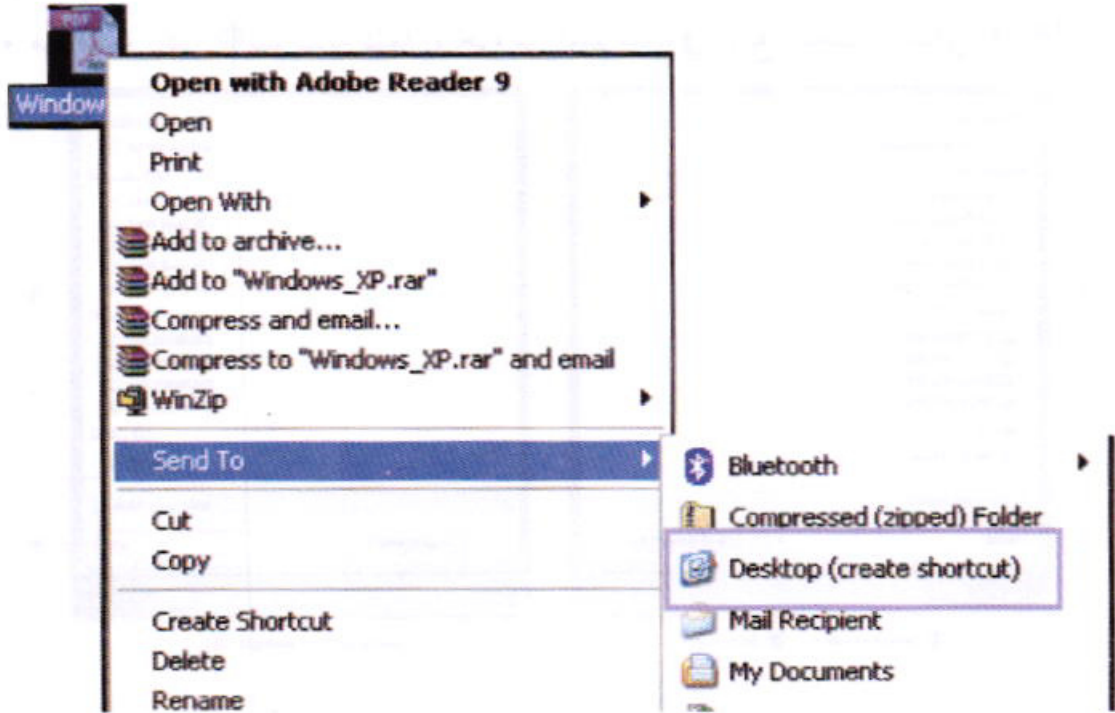 PDF
Window
Open with Adobe Reader 9
Open
Print
Open With
Add to archive...
Add to "Windows_XP.rar"
Compress and email...
Compress to "Windows_XP.rar" and email
WinZip
Send To
Cut
Copy
Create Shortcut
Delete
Rename
Bluetooth
Compressed (zipped) Folder
Desktop (create shortcut)
Mail Recipient
My Documents